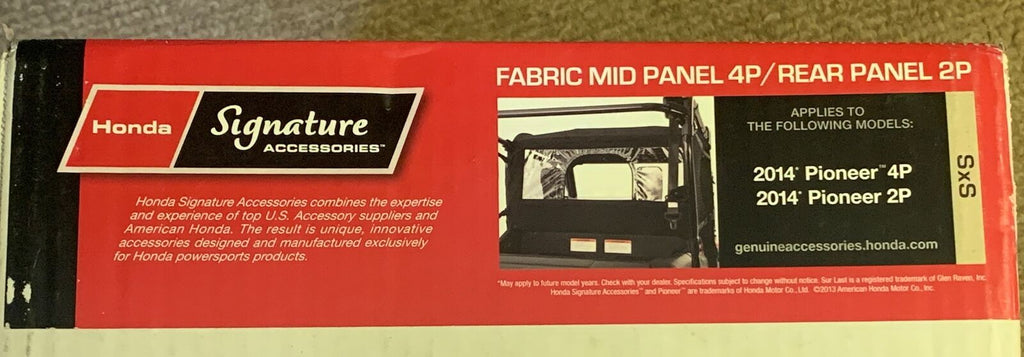 FABRIC MID PANEL 4P/REAR PANEL 2P
Honda
Signature
ACCESSORIES™
Honda Signature Accessories combines the expertise
and experience of top U.S. Accessory suppliers and
American Honda. The result is unique, innovative
accessories designed and manufactured exclusively
for Honda powersports products.
APPLIES TO
THE FOLLOWING MODELS:
2014* Pioneer™ 4P
2014* Pioneer 2P
genuineaccessories.honda.com
SxS
*May apply to future model years. Check with your dealer. Specifications subject to change without notice. Sur Last is a registered trademark of Glen Raven, Inc.
Honda Signature Accessories™ and Pioneer™ are trademarks of Honda Motor Co., Ltd. ©2013 American Honda Motor Co., Inc.